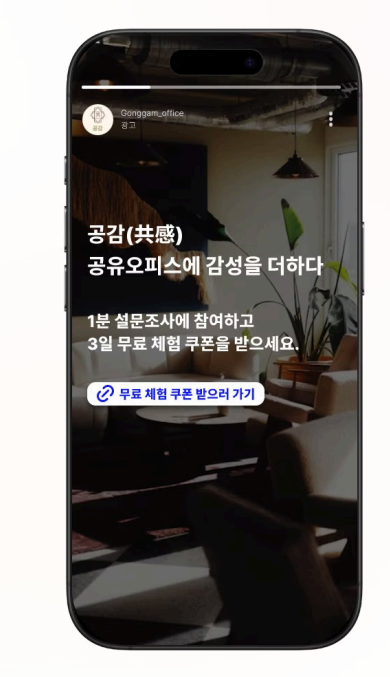 Gonggam_office
공감
광고
공감(共感)
공유오피스에 감성을 더하다
1분 설문조사에 참여하고
3일 무료 체험 쿠폰을 받으세요.
무료 체험 쿠폰 받으러 가기